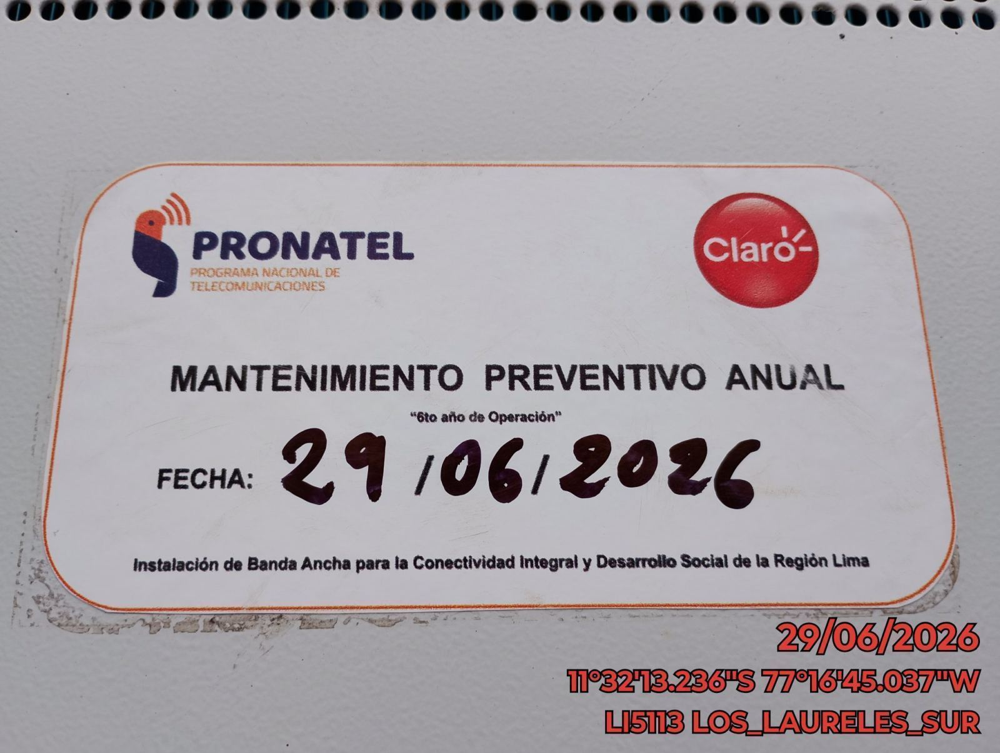 PRONATEL
PROGRAMA NACIONAL DE
TELECOMUNICACIONES
Claro
MANTENIMIENTO PREVENTIVO ANUAL
“6to año de Operación”
FECHA: 29/06/2026
Instalación de Banda Ancha para la Conectividad Integral y Desarrollo Social de la Región Lima
29/06/2026
11°32'13.236"S 77°16'45.037"W
LI5113 LOS_LAURELES_SUR